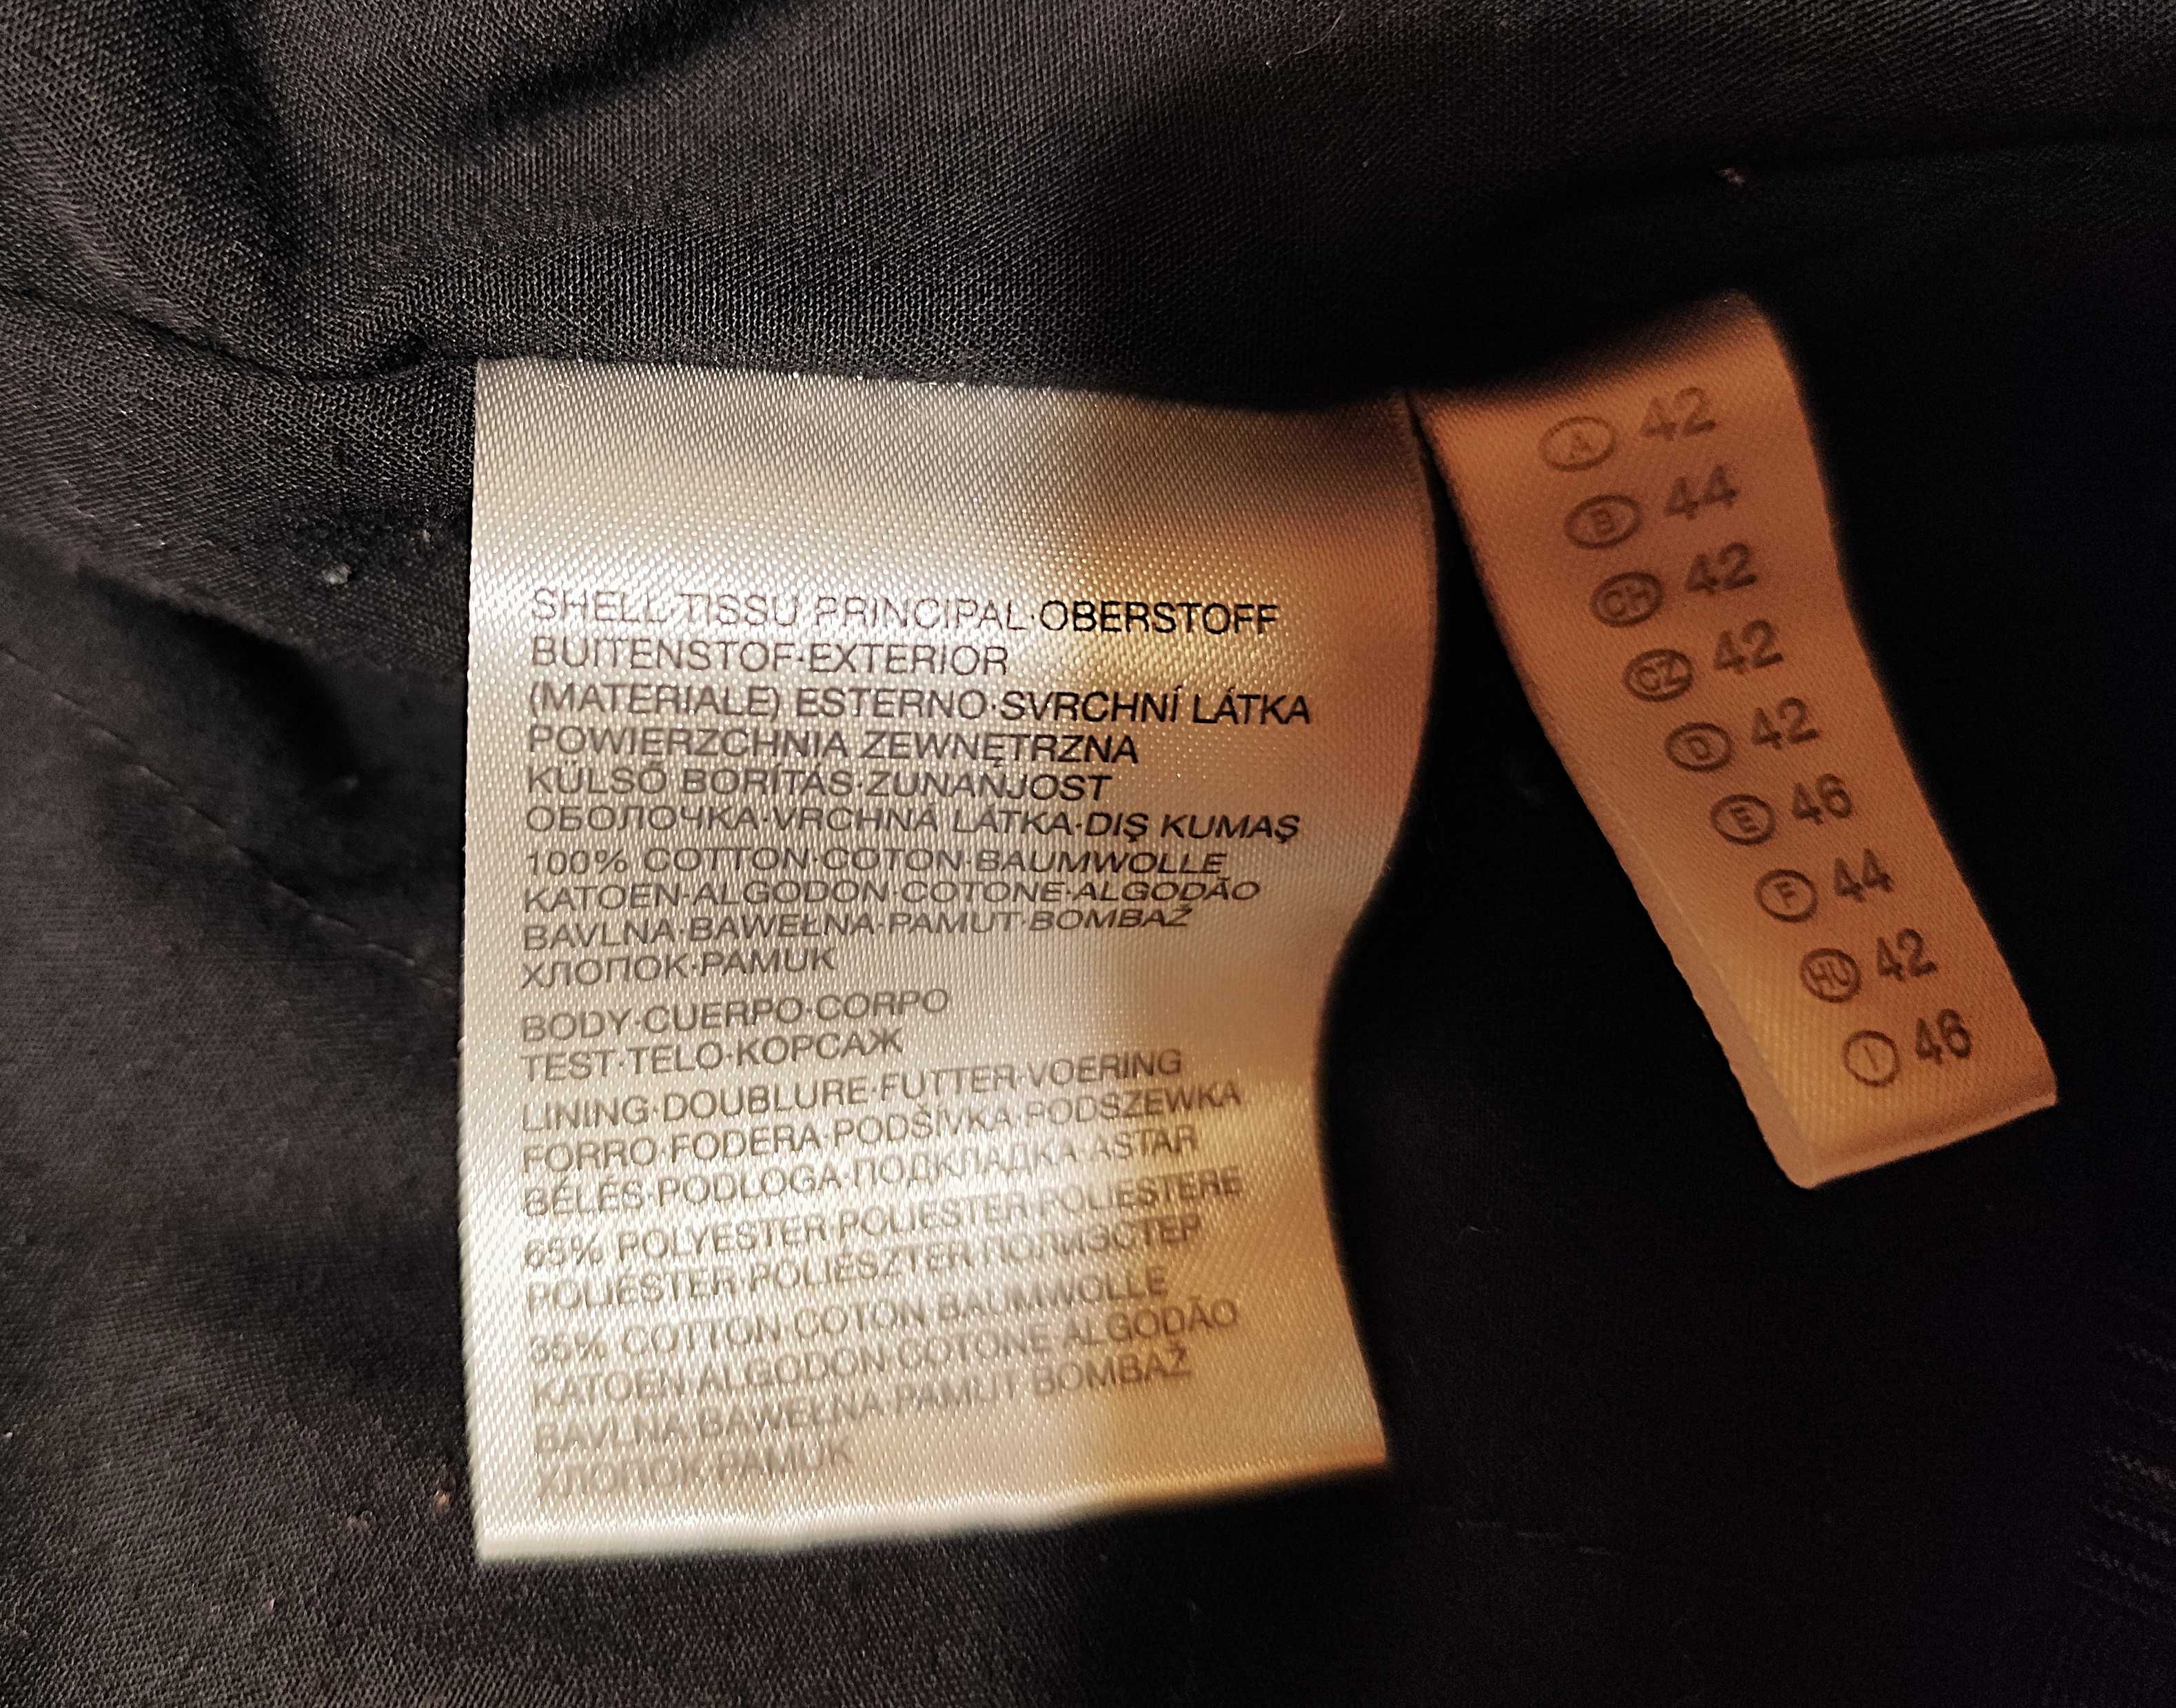 SHELL·TISSU PRINCIPAL·OBERSTOFF
BUITENSTOF·EXTERIOR
(MATERIALE) ESTERNO·SVRCHNÍ LÁTKA
POWIERZCHNIA ZEWNĘTRZNA
KÜLSŐ BORÍTÁS·ZUNANJOST
ОБОЛОЧКА·VRCHNÁ LÁTKA·DIŞ KUMAŞ
100% COTTON·COTON·BAUMWOLLE
KATOEN·ALGODON·COTONE·ALGODÃO
BAVLNA·BAWEŁNA·PAMUT·BOMBAŽ
ХЛОПОК·PAMUK
BODY·CUERPO·CORPO
TEST·TELO·КОРСАЖ
LINING·DOUBLURE·FUTTER·VOERING
FORRO·FODERA·PODŠÍVKA·PODSZEWKA
BÉLÉS·PODLOGA·ПОДКЛАДКА·ASTAR
65% POLYESTER·POLIESTER·POLIESTERE
POLIÉSTER·POLIÉSZTER·ПОЛИЭСТЕР
35% COTTON·COTON·BAUMWOLLE
KATOEN·ALGODON·COTONE·ALGODÃO
BAVLNA·BAWEŁNA·PAMUT·BOMBAŽ
ХЛОПОК·PAMUK
A 42
B 44
CH 42
CZ 42
D 42
E 46
F 44
HU 42
I 46